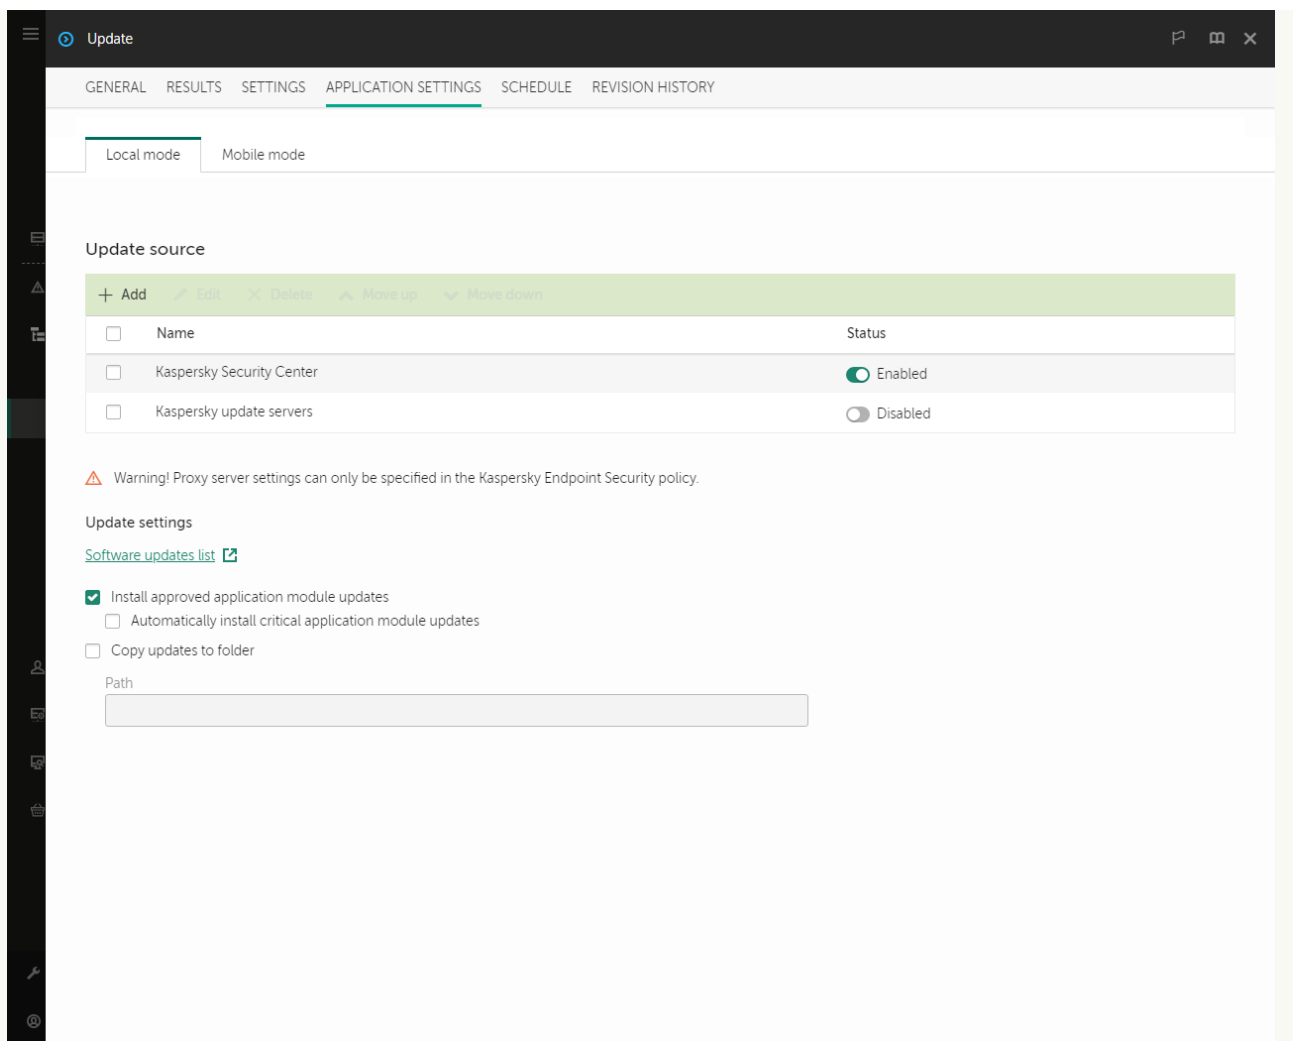 Update
GENERAL RESULTS SETTINGS APPLICATION SETTINGS SCHEDULE REVISION HISTORY
Local mode Mobile mode
Update source
Add Edit Delete Move up Move down
Name Status
Kaspersky Security Center Enabled
Kaspersky update servers Disabled
Warning! Proxy server settings can only be specified in the Kaspersky Endpoint Security policy.
Update settings
Software updates list
Install approved application module updates
Automatically install critical application module updates
Copy updates to folder
Path